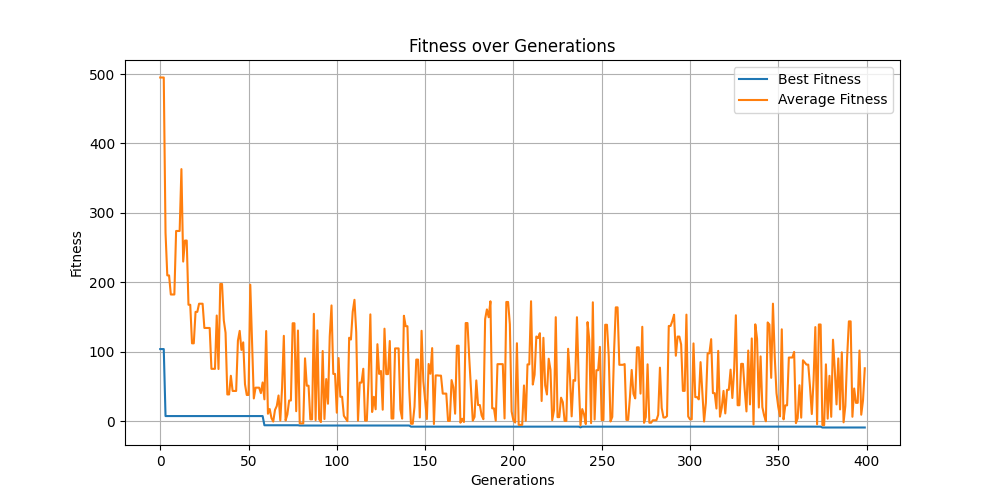 Fitness over Generations
Best Fitness
Average Fitness
500
400
300
200
100
0
Fitness
0 50 100 150 200 250 300 350 400
Generations